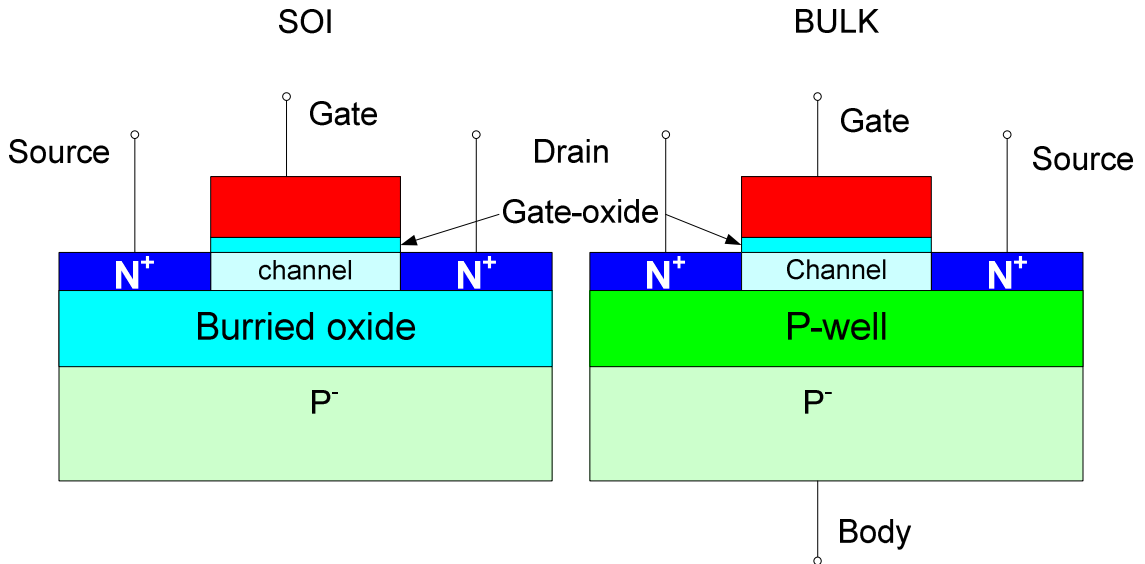 SOI
BULK
Gate
Gate
Source
Drain
Source
Gate-oxide
N⁺
channel
N⁺
N⁺
Channel
N⁺
Burried oxide
P-well
P⁻
P⁻
Body